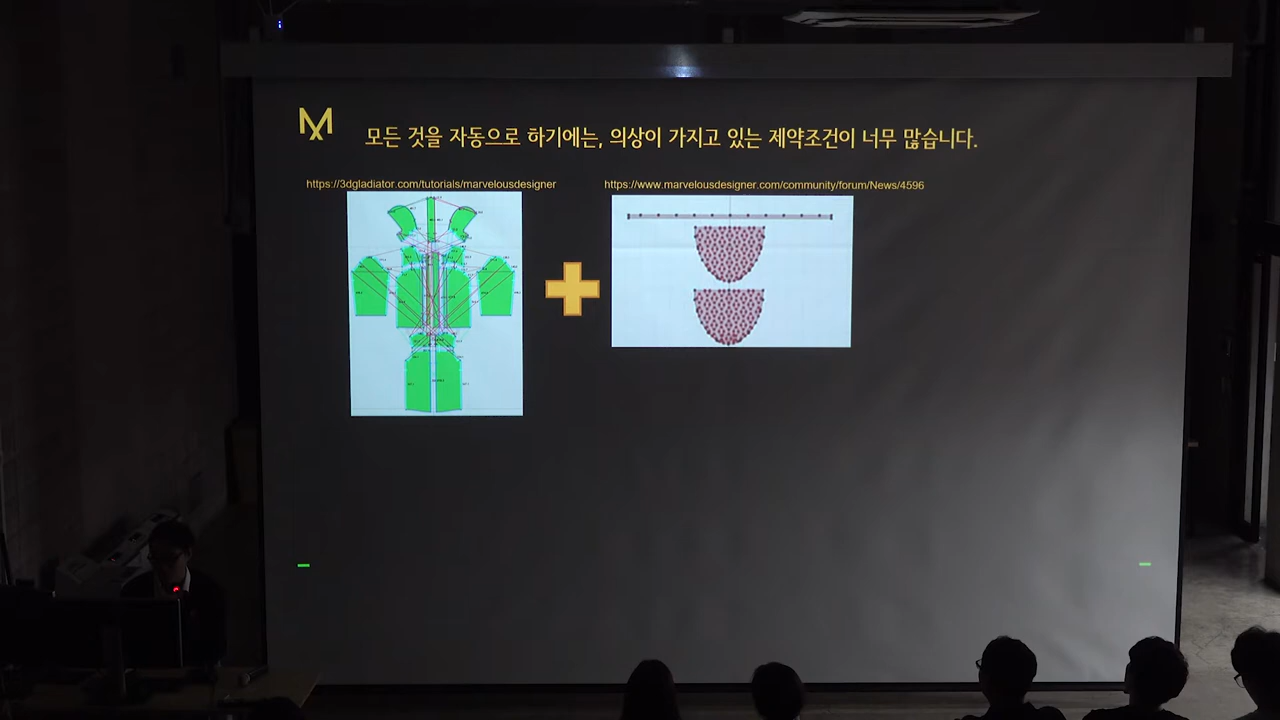 모든 것을 자동으로 하기에는, 의상이 가지고 있는 제약조건이 너무 많습니다.
https://3dgladiator.com/tutorials/marvelousdesigner
https://www.marvelousdesigner.com/community/forum/News/4596